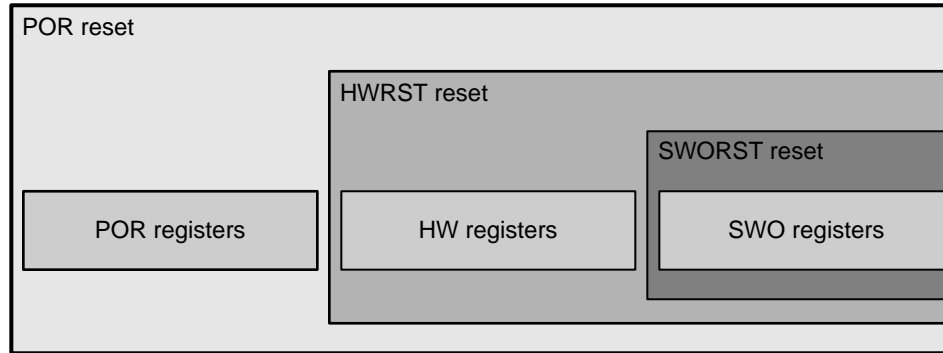 POR reset
HWRST reset
SWORST reset
POR registers
HW registers
SWO registers